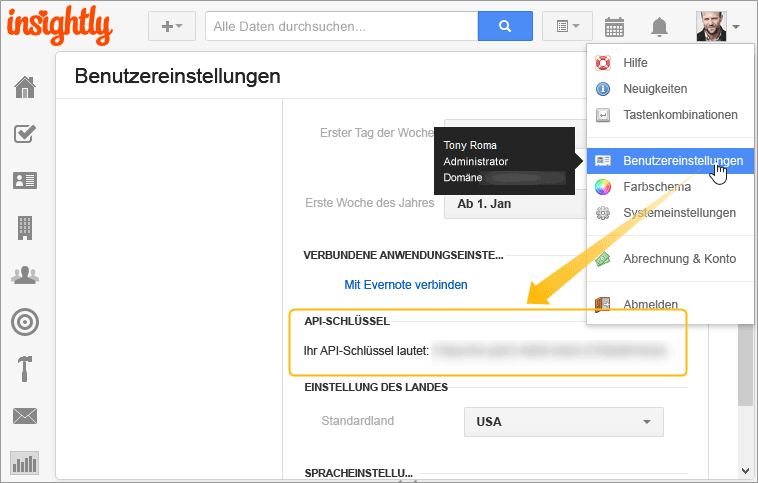 insightly
Alle Daten durchsuchen...
Benutzereinstellungen
Hilfe
Neuigkeiten
Tastenkombinationen
Benutzereinstellungen
Farbschema
Systemeinstellungen
Abrechnung & Konto
Abmelden
Erster Tag der Woche
Tony Roma
Administrator
Domäne
Erste Woche des Jahres
Ab 1. Jan
VERBUNDENE ANWENDUNGSEINSTE...
Mit Evernote verbinden
API-SCHLÜSSEL
Ihr API-Schlüssel lautet:
EINSTELLUNG DES LANDES
Standardland
USA
SPRACHEINSTELLU...